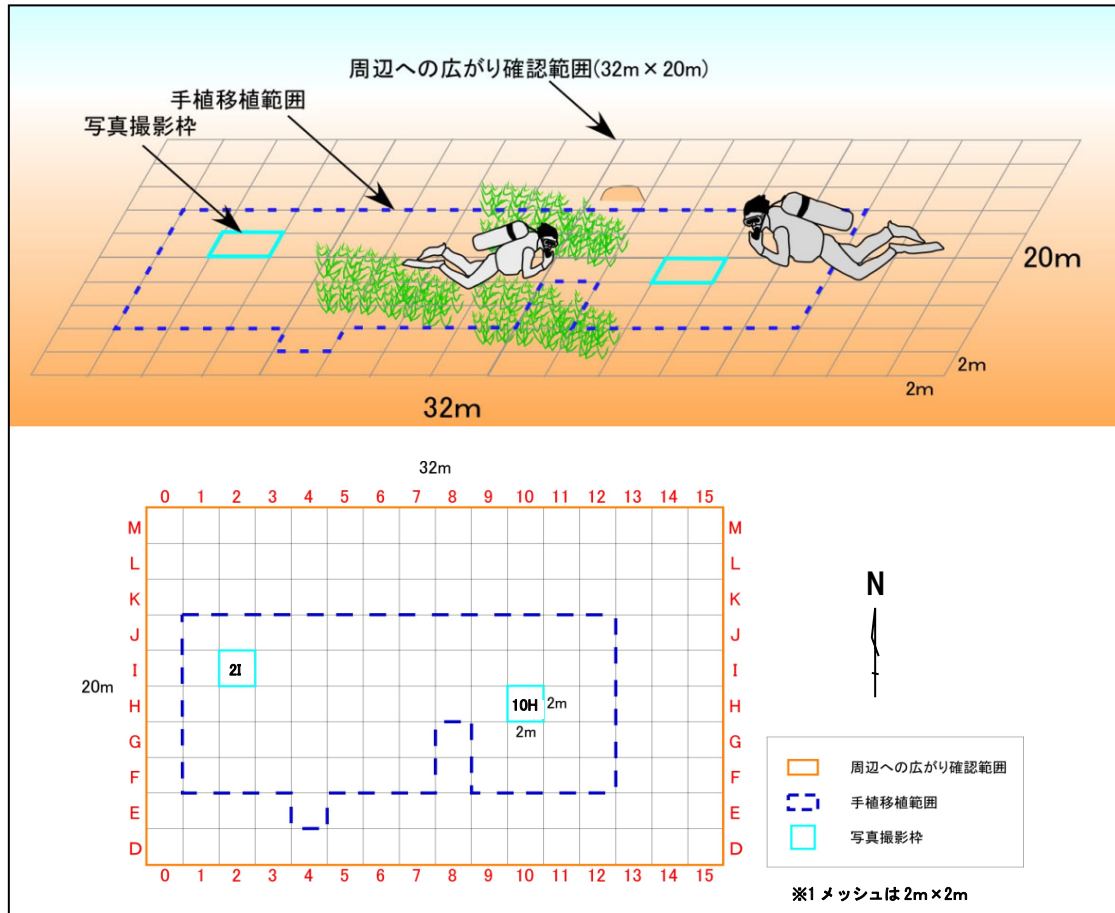 周辺への広がり確認範囲(32m×20m)
手植移植範囲
写真撮影枠
20m
2m
2m
32m
32m
0 1 2 3 4 5 6 7 8 9 10 11 12 13 14 15
M M
L L
K K
J J
I 2I I
20m
H 10H 2m H
2m
G G
F F
E E
D D
0 1 2 3 4 5 6 7 8 9 10 11 12 13 14 15
N
周辺への広がり確認範囲
手植移植範囲
写真撮影枠
※1メッシュは2m×2m